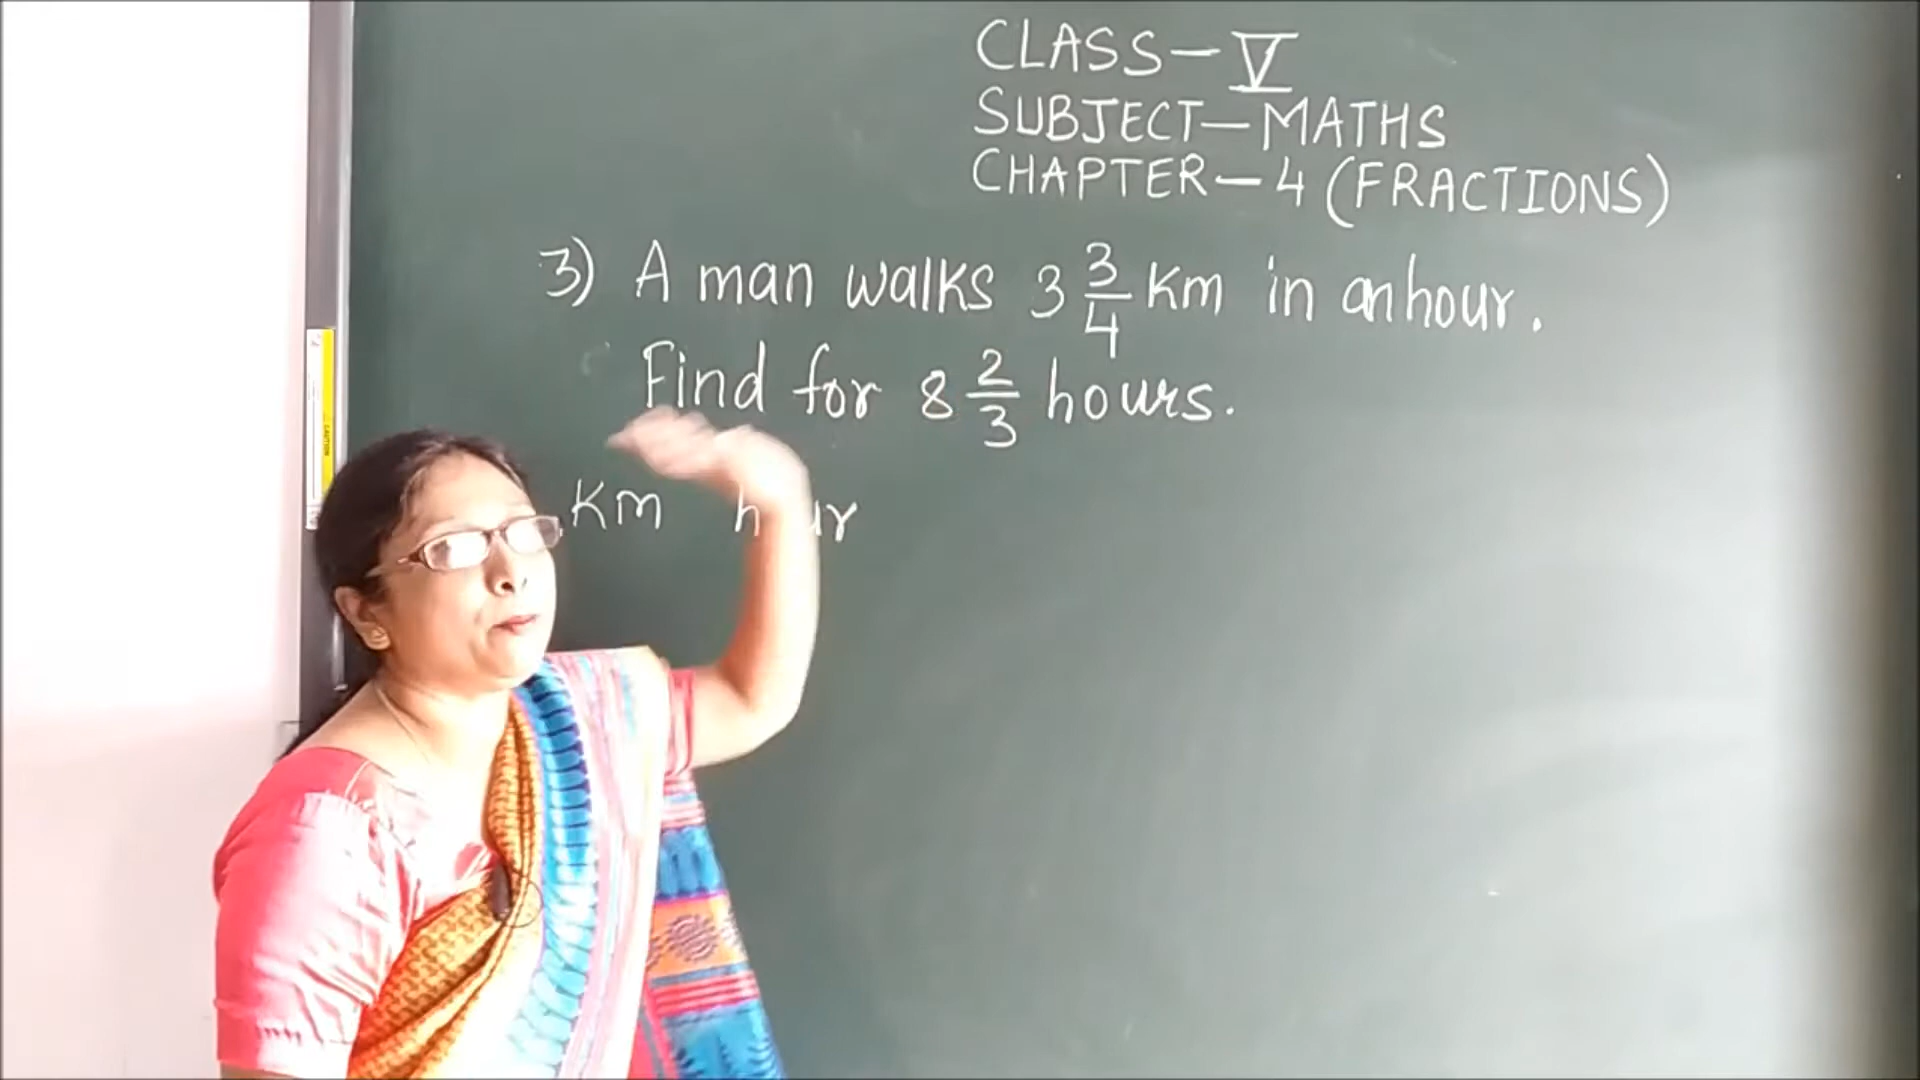 CLASS—V
SUBJECT—MATHS
CHAPTER—4 (FRACTIONS)
3) A man walks 3 3/4 Km in an hour.
Find for 8 2/3 hours.
Km
CAUTION